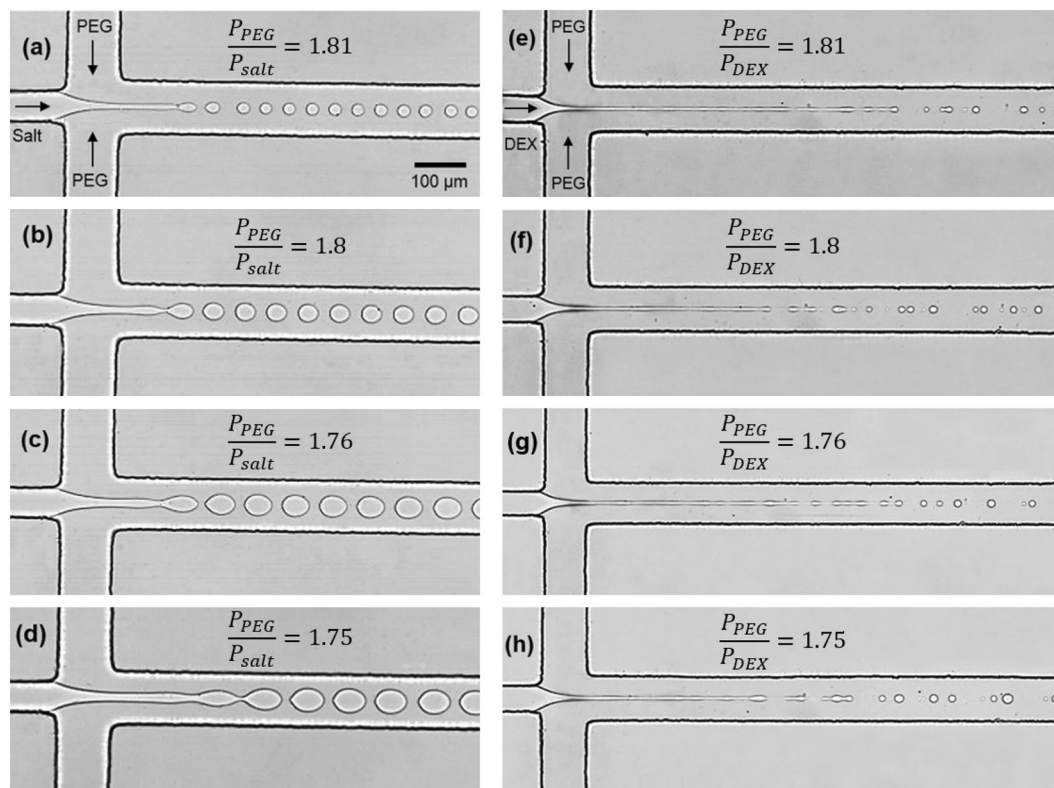 (a)
PEG
P_PEG/P_salt = 1.81
Salt
PEG
100 μm
(b)
P_PEG/P_salt = 1.8
(c)
P_PEG/P_salt = 1.76
(d)
P_PEG/P_salt = 1.75
(e)
PEG
P_PEG/P_DEX = 1.81
DEX
PEG
(f)
P_PEG/P_DEX = 1.8
(g)
P_PEG/P_DEX = 1.76
(h)
P_PEG/P_DEX = 1.75